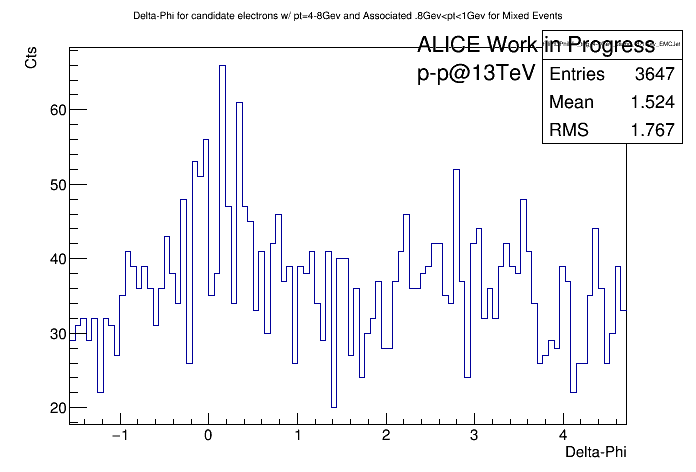 Delta-Phi for candidate electrons w/ pt=4-8Gev and Associated .8Gev<pt<1Gev for Mixed Events
Cts
ALICE Work in Progress
p-p@13TeV
Entries 3647
Mean 1.524
RMS 1.767
60
50
40
30
20
−1 0 1 2 3 4
Delta-Phi